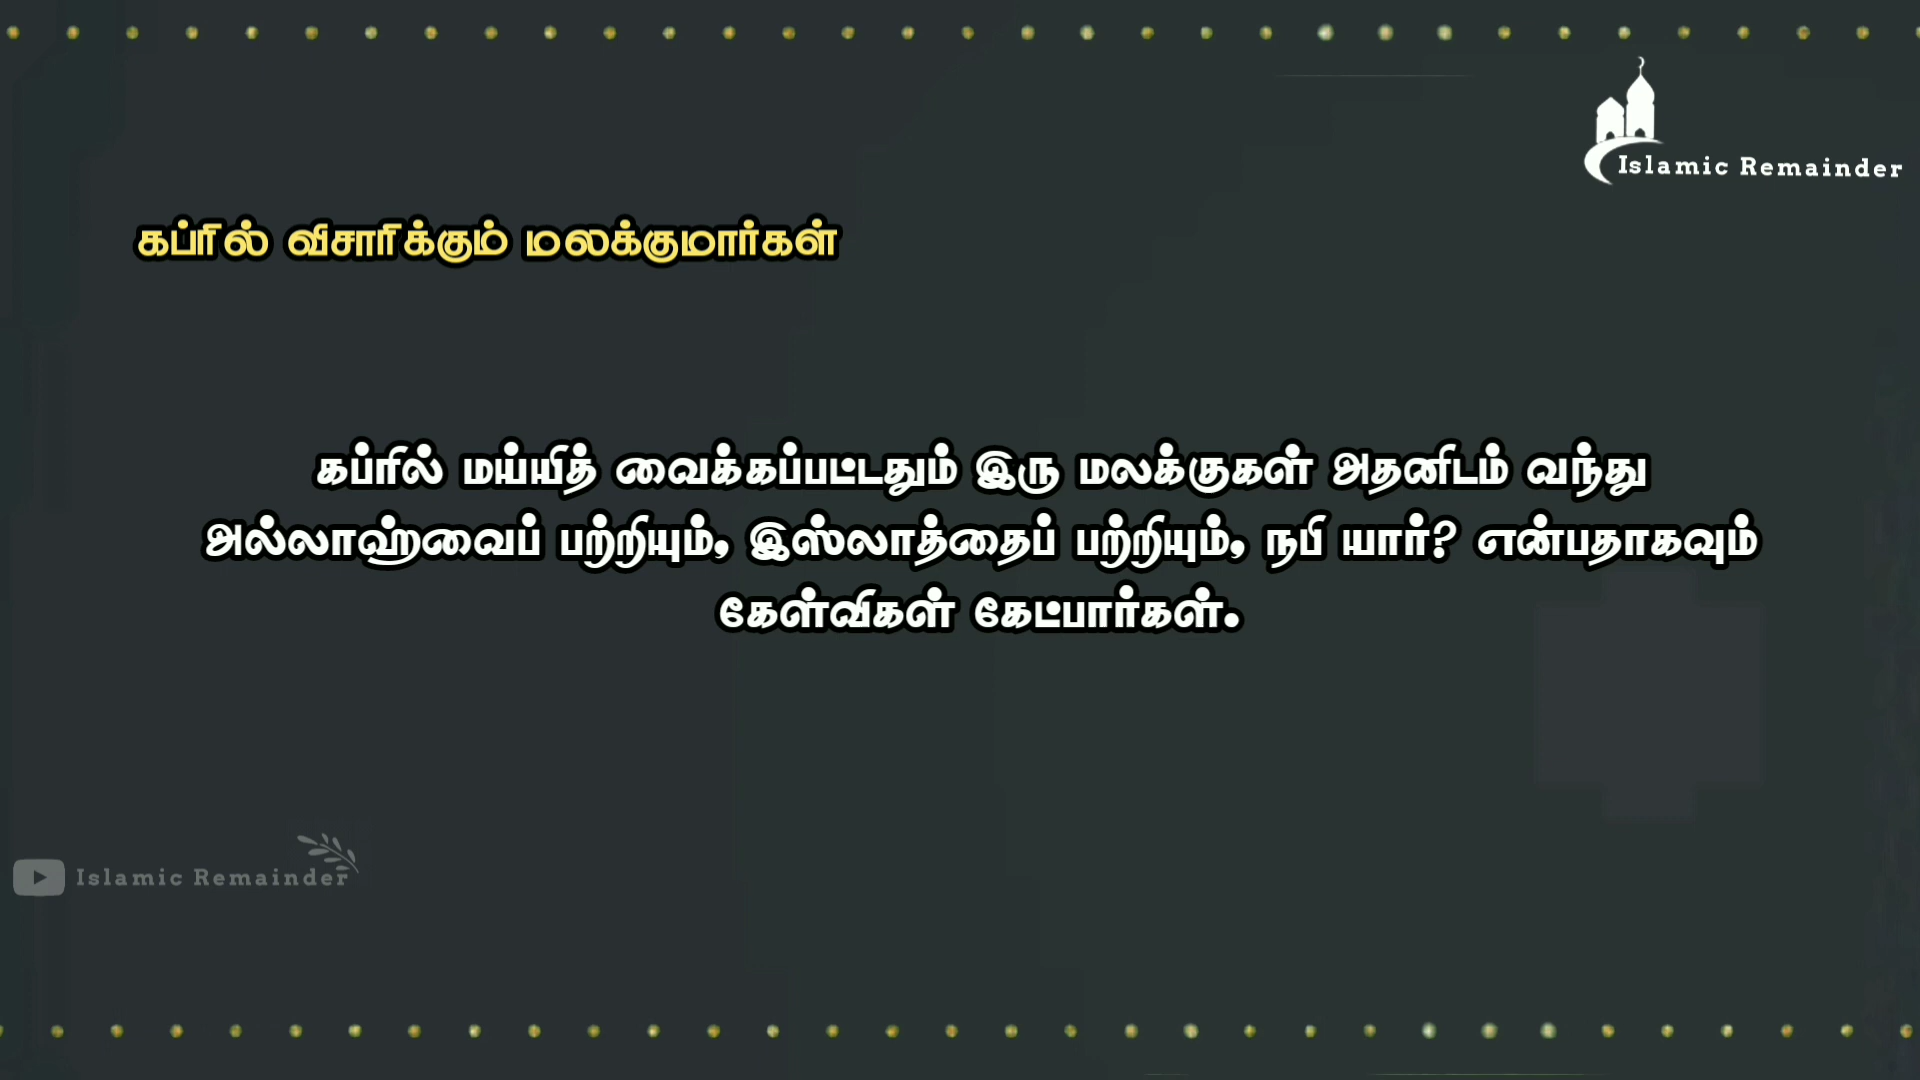 Islamic Remainder
கப்ரில் விசாரிக்கும் மலக்குமார்கள்
கப்ரில் மய்யித் வைக்கப்பட்டதும் இரு மலக்குகள் அதனிடம் வந்து
அல்லாஹ்வைப் பற்றியும், இஸ்லாத்தைப் பற்றியும், நபி யார்? என்பதாகவும்
கேள்விகள் கேட்பார்கள்.
Islamic Remainder